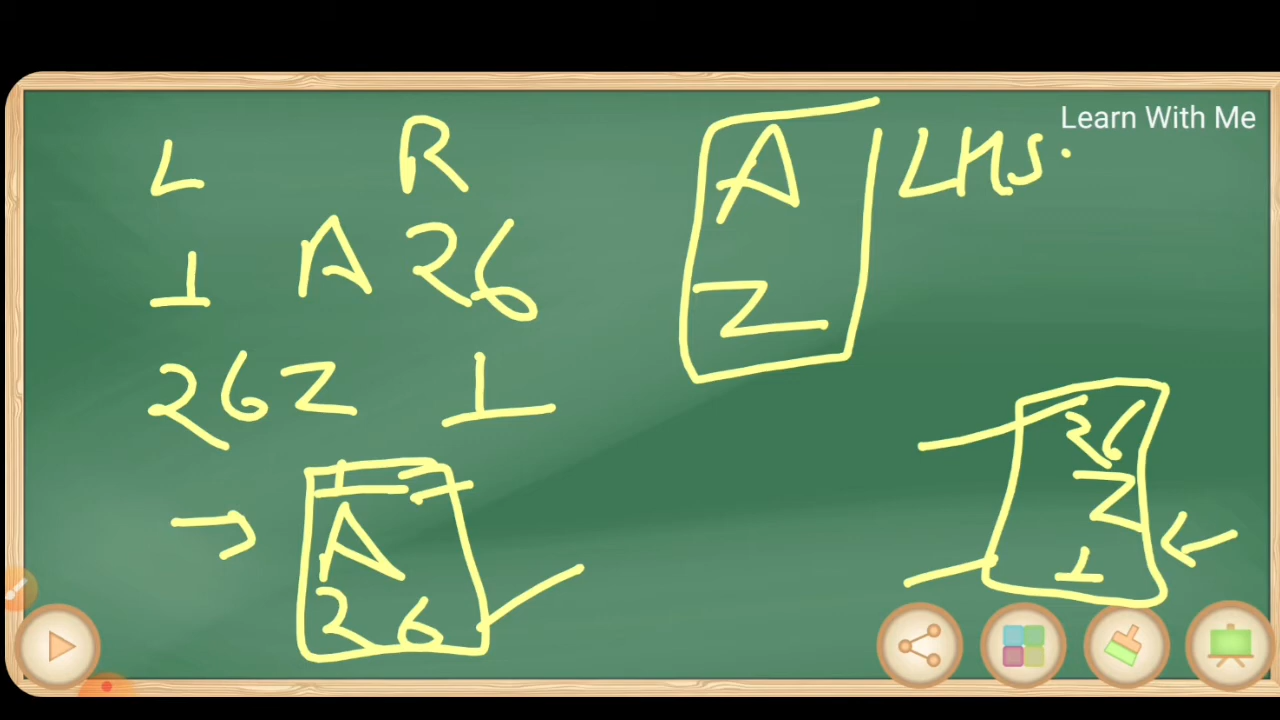 Learn With Me
L R
1 A 26
26 Z 1
A
26
A LHS.
Z
26
Z
1